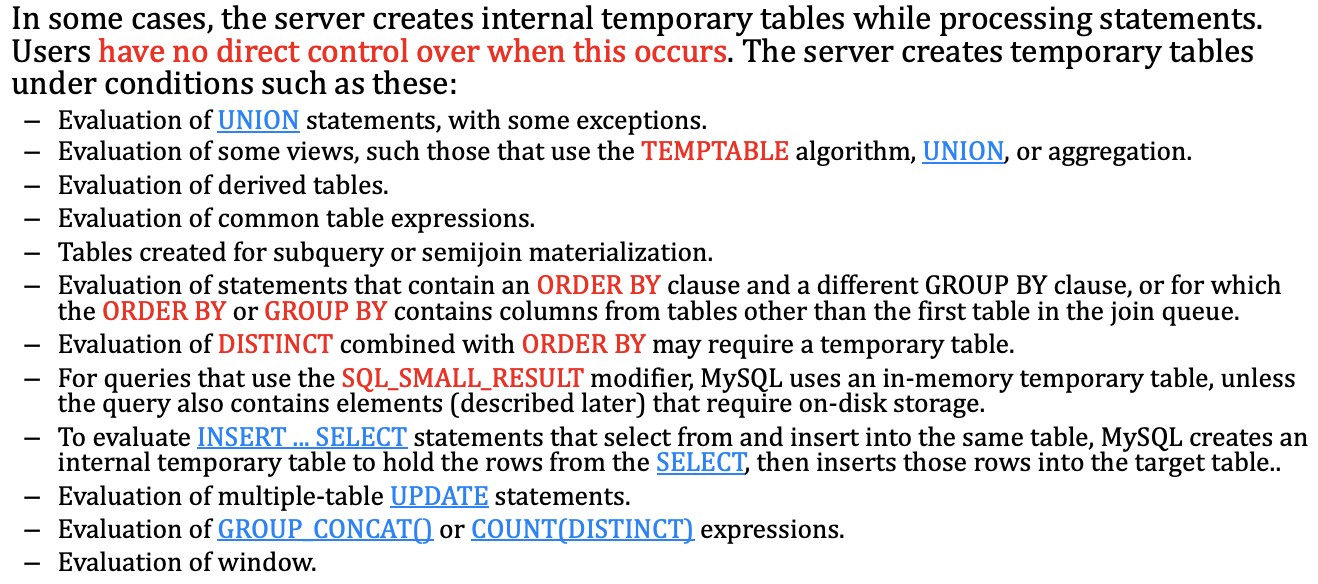 In some cases, the server creates internal temporary tables while processing statements.
Users have no direct control over when this occurs. The server creates temporary tables
under conditions such as these:
– Evaluation of UNION statements, with some exceptions.
– Evaluation of some views, such those that use the TEMPTABLE algorithm, UNION, or aggregation.
– Evaluation of derived tables.
– Evaluation of common table expressions.
– Tables created for subquery or semijoin materialization.
– Evaluation of statements that contain an ORDER BY clause and a different GROUP BY clause, or for which
the ORDER BY or GROUP BY contains columns from tables other than the first table in the join queue.
– Evaluation of DISTINCT combined with ORDER BY may require a temporary table.
– For queries that use the SQL_SMALL_RESULT modifier, MySQL uses an in-memory temporary table, unless
the query also contains elements (described later) that require on-disk storage.
– To evaluate INSERT ... SELECT statements that select from and insert into the same table, MySQL creates an
internal temporary table to hold the rows from the SELECT, then inserts those rows into the target table..
– Evaluation of multiple-table UPDATE statements.
– Evaluation of GROUP_CONCAT() or COUNT(DISTINCT) expressions.
– Evaluation of window.